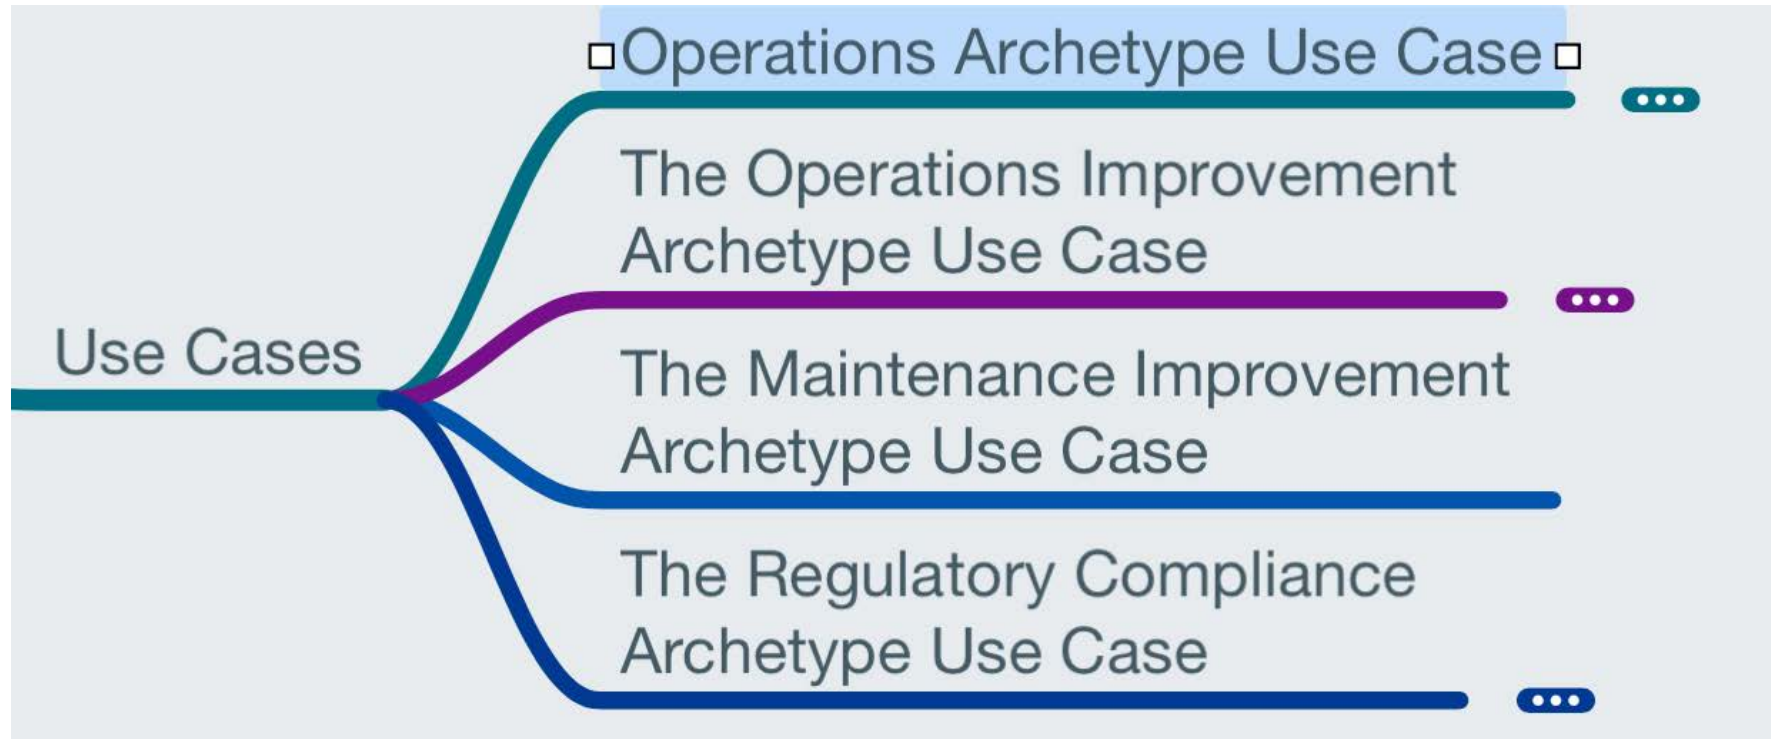 Operations Archetype Use Case
The Operations Improvement
Archetype Use Case
Use Cases
The Maintenance Improvement
Archetype Use Case
The Regulatory Compliance
Archetype Use Case